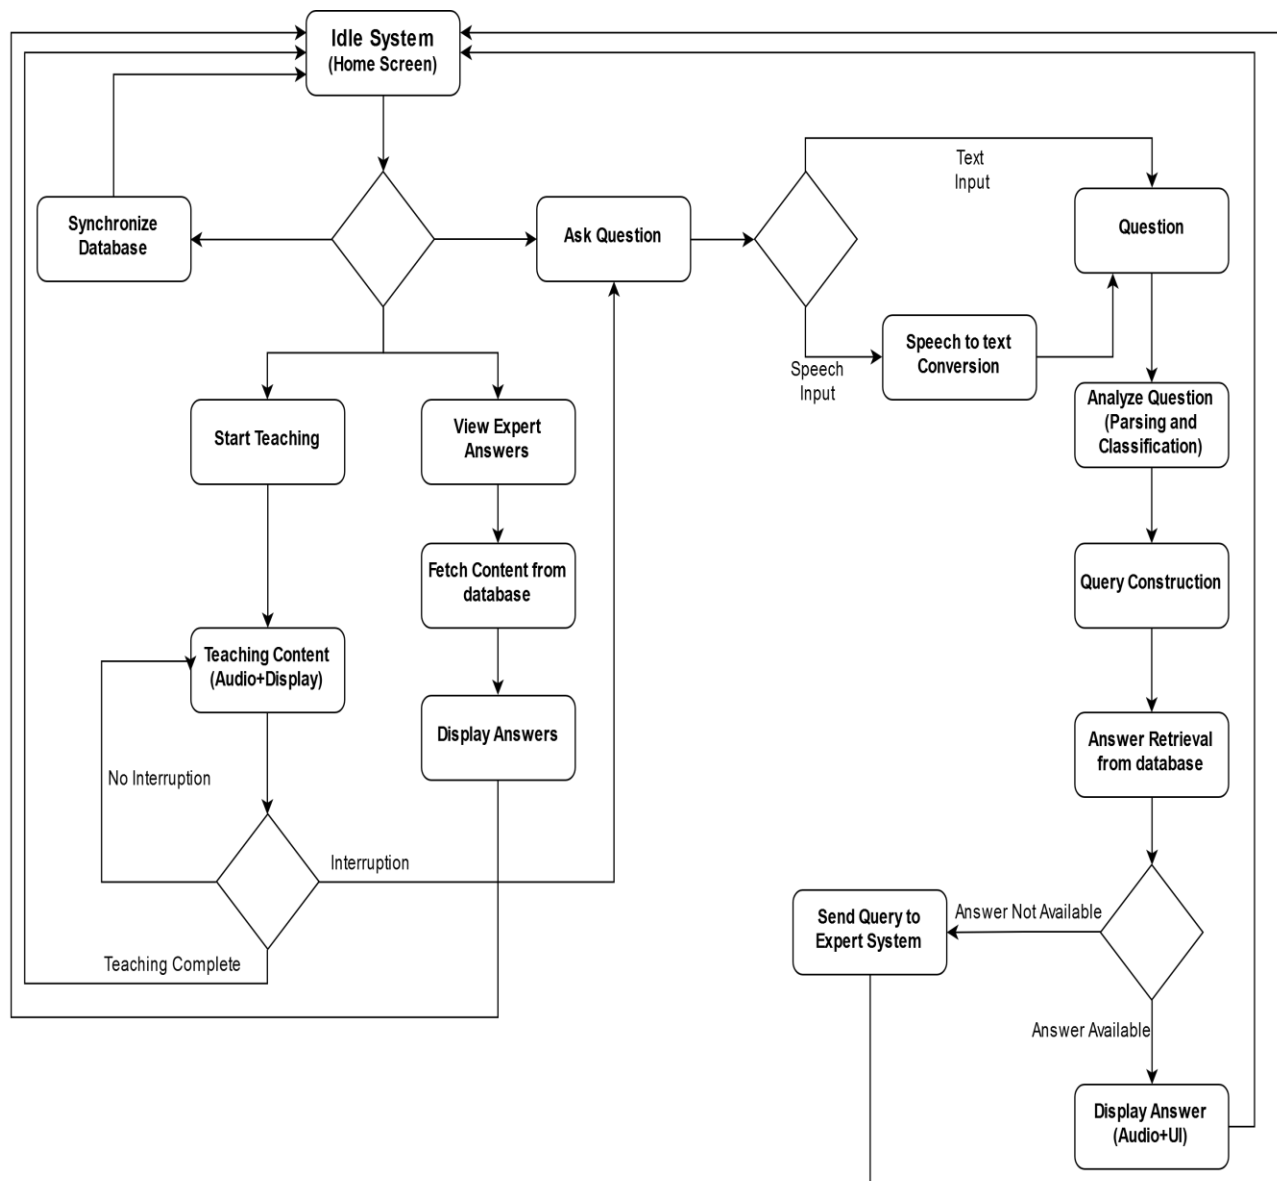 Idle System
(Home Screen)
Text
Input
Synchronize
Database
Ask Question
Question
Speech to text
Conversion
Speech
Input
Analyze Question
(Parsing and
Classification)
Start Teaching
View Expert
Answers
Fetch Content from
database
Query Construction
Teaching Content
(Audio+Display)
Display Answers
Answer Retrieval
from database
No Interruption
Interruption
Send Query to
Expert System
Answer Not Available
Teaching Complete
Answer Available
Display Answer
(Audio+UI)